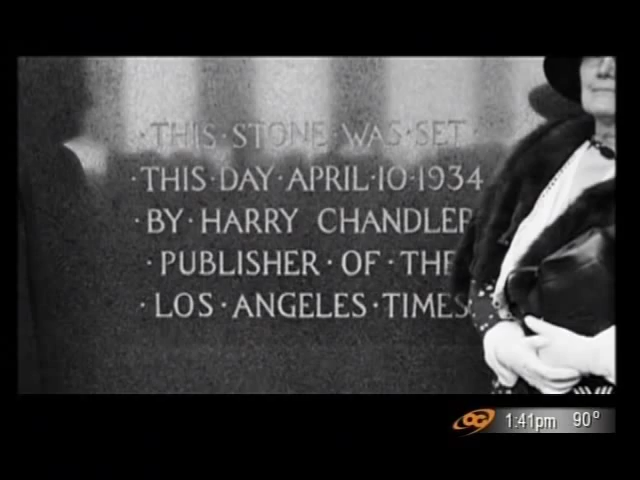 ·THIS·STONE·WAS·SET·
·THIS·DAY·APRIL·10·1934
·BY·HARRY CHANDLER
·PUBLISHER·OF·THE
·LOS·ANGELES·TIMES·
OC 1:41pm 90°